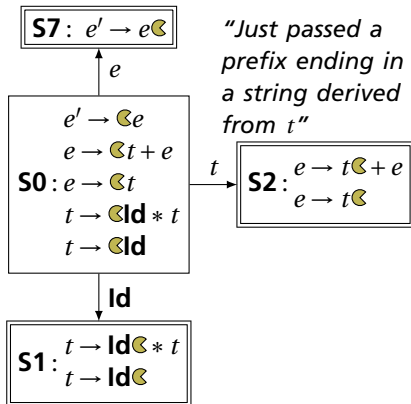 S7: e′ → e
"Just passed a
prefix ending in
a string derived
from t"
e
e′ → e
e → t + e
S0: e → t
t → Id ∗ t
t → Id
t
S2: e → t + e
e → t
Id
S1: t → Id ∗ t
t → Id